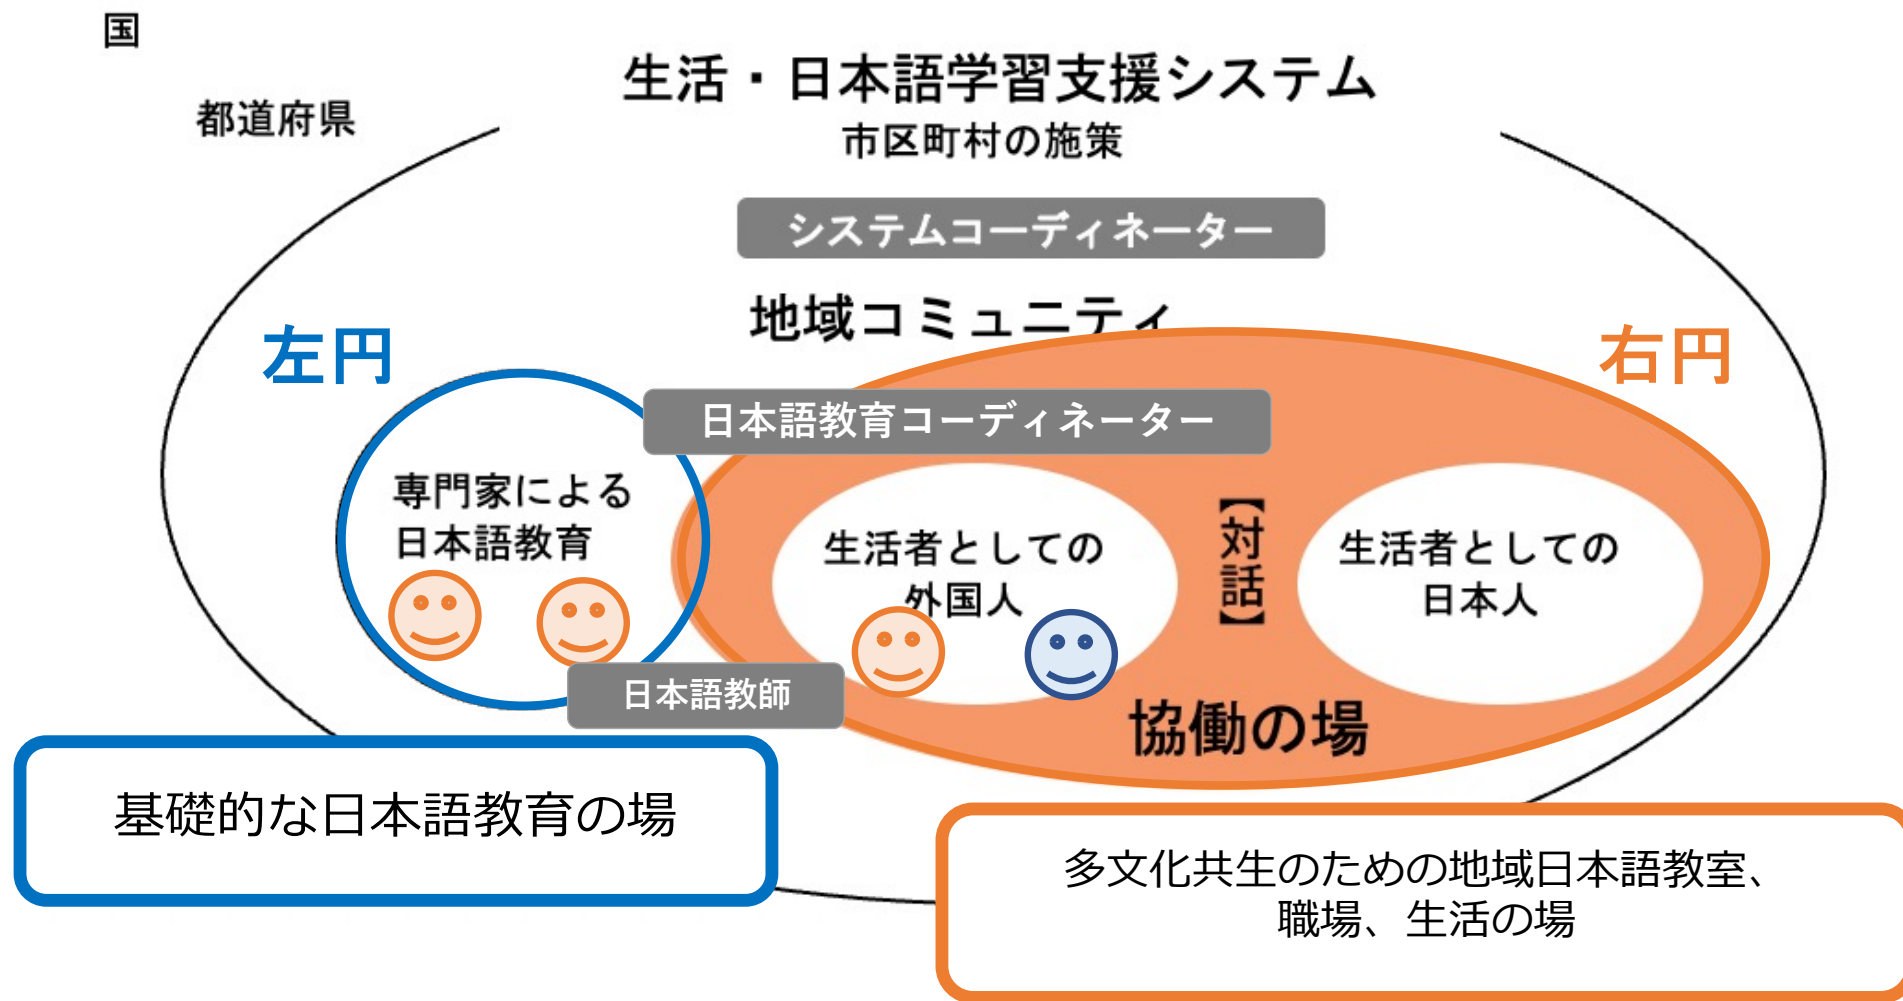 国
都道府県
生活・日本語学習支援システム
市区町村の施策
システムコーディネーター
地域コミュニティ
左円
右円
日本語教育コーディネーター
専門家による
日本語教育
生活者としての
外国人
【対話】
生活者としての
日本人
日本語教師
協働の場
基礎的な日本語教育の場
多文化共生のための地域日本語教室、
職場、生活の場